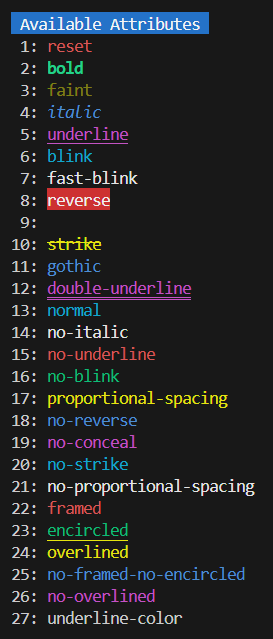 Available Attributes
1: reset
2: bold
3: faint
4: italic
5: underline
6: blink
7: fast-blink
8: reverse
9:
10: strike
11: gothic
12: double-underline
13: normal
14: no-italic
15: no-underline
16: no-blink
17: proportional-spacing
18: no-reverse
19: no-conceal
20: no-strike
21: no-proportional-spacing
22: framed
23: encircled
24: overlined
25: no-framed-no-encircled
26: no-overlined
27: underline-color